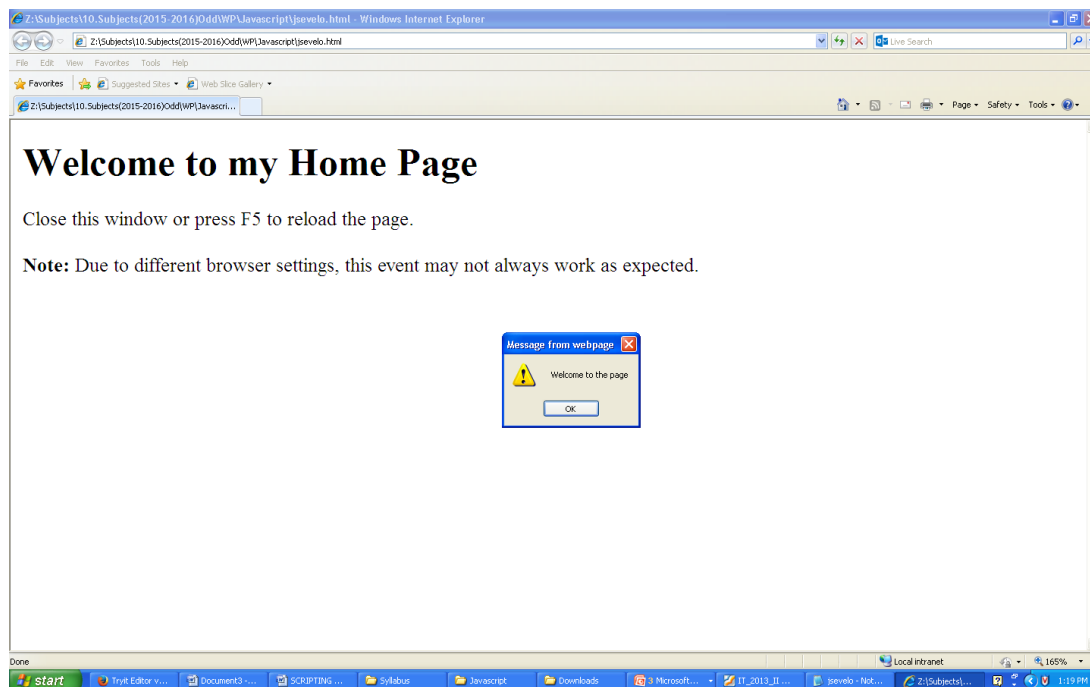 Z:\Subjects\10.Subjects(2015-2016)Odd\WP\Javascript\jsevelo.html - Windows Internet Explorer
Z:\Subjects\10.Subjects(2015-2016)Odd\WP\Javascript\jsevelo.html
Live Search
File Edit View Favorites Tools Help
Favorites Suggested Sites Web Slice Gallery
Z:\Subjects\10.Subjects(2015-2016)Odd\WP\Javascri...
Page Safety Tools
Welcome to my Home Page
Close this window or press F5 to reload the page.
Note: Due to different browser settings, this event may not always work as expected.
Message from webpage
Welcome to the page
OK
Done
Local intranet
165%
start Tryit Editor v... Document3 -... SCRIPTING ... Syllabus Javascript Downloads 3 Microsoft... IT_2013_II ... jsevelo - Not... Z:\Subjects\... 1:19 PM